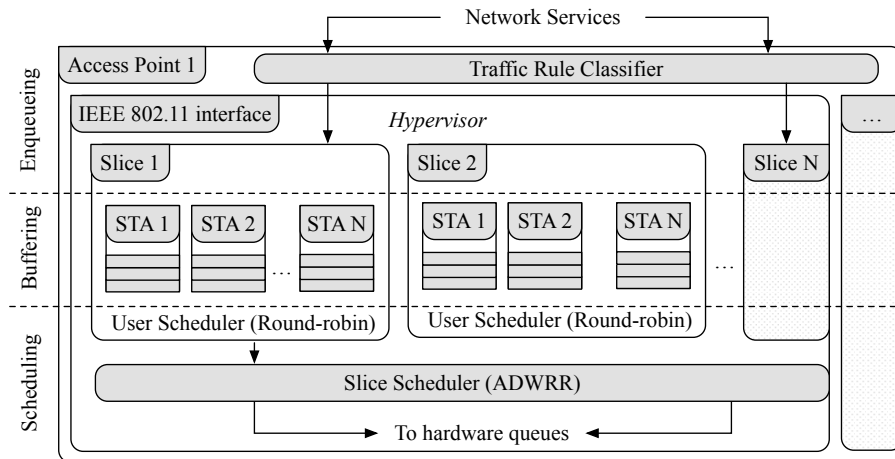 Network Services
Access Point 1
Traffic Rule Classifier
IEEE 802.11 interface
Hypervisor
…
Slice 1
Slice 2
Slice N
STA 1
STA 2
STA N
…
STA 1
STA 2
STA N
…
User Scheduler (Round-robin)
User Scheduler (Round-robin)
Slice Scheduler (ADWRR)
To hardware queues
Enqueueing
Buffering
Scheduling